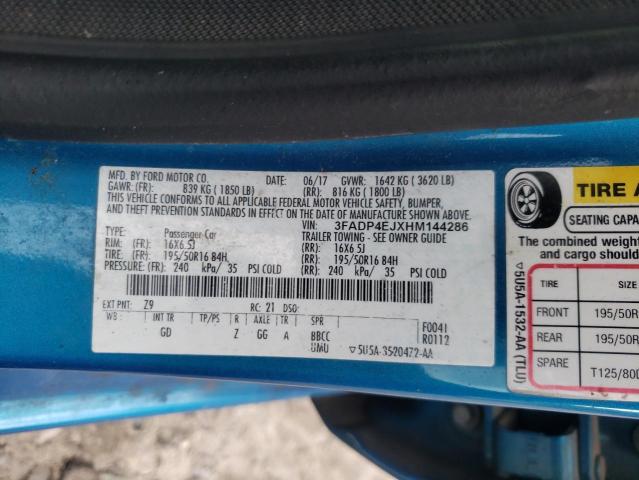 MFD. BY FORD MOTOR CO.
DATE: 06/17 GVWR: 1642 KG ( 3620 LB)
GAWR: (FR): 839 KG ( 1850 LB) (RR): 816 KG ( 1800 LB)
THIS VEHICLE CONFORMS TO ALL APPLICABLE FEDERAL MOTOR VEHICLE
SAFETY, BUMPER, AND THEFT PREVENTION STANDARDS IN EFFECT ON THE DATE OF
MANUFACTURE SHOWN ABOVE.
VIN: 3FADP4EJXHM144286
TYPE: Passenger Car TRAILER TOWING - SEE OWNER GUIDE
RIM: (FR): 16X6.5J (RR): 16X6.5J
TIRE: (FR): 195/50R16 84H (RR): 195/50R16 84H
PRESSURE: (FR): 240 kPa/ 35 PSI COLD (RR): 240 kPa/ 35 PSI COLD
EXT PNT: Z9 RC: 21 DSO:
WB INT TR TP/PS R AXLE TR SPR
GD Z GG A BBCC
UMU
F0041
R0112
▽5U5A-3520472-AA
▽5U5A-1532-AA (TLU)
TIRE A
SEATING CAPA
The combined weight
and cargo should
TIRE SIZE
FRONT 195/50R
REAR 195/50R
SPARE T125/80D